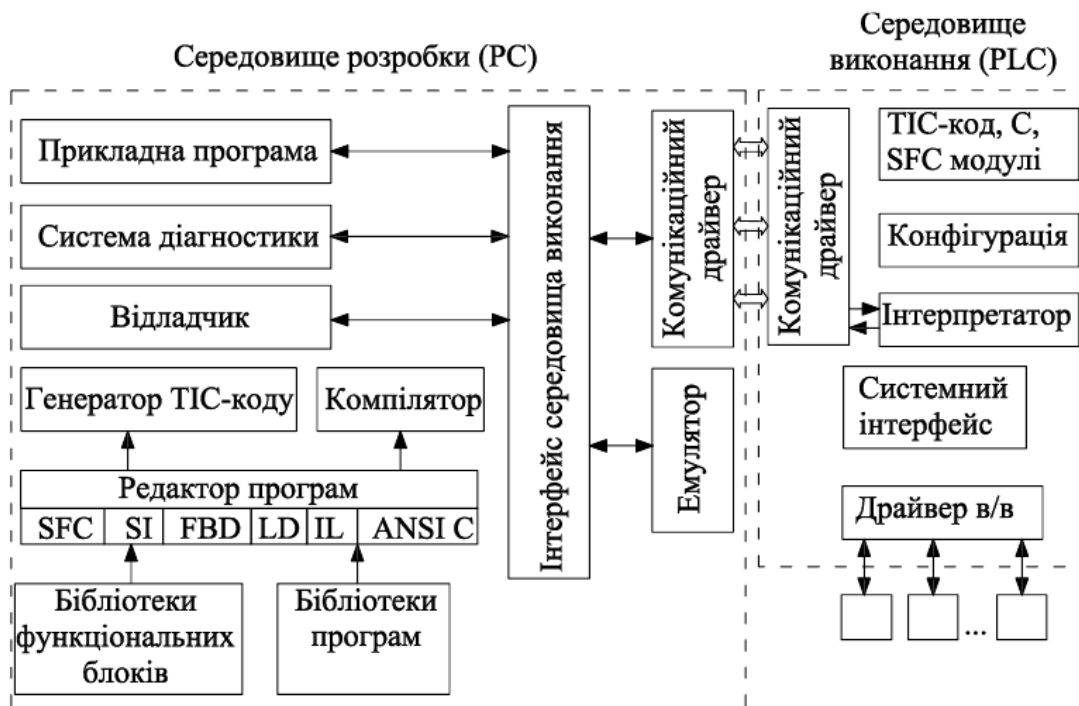 Середовище розробки (PC)
Середовище
виконання (PLC)
Прикладна програма
Система діагностики
Відладчик
Генератор TIC-коду
Компілятор
Редактор програм
SFC
SI
FBD
LD
IL
ANSI C
Бібліотеки
функціональних
блоків
Бібліотеки
програм
Інтерфейс середовища виконання
Комунікаційний
драйвер
Емулятор
Комунікаційний
драйвер
TIC-код, C,
SFC модулі
Конфігурація
Інтерпретатор
Системний
інтерфейс
Драйвер в/в
...